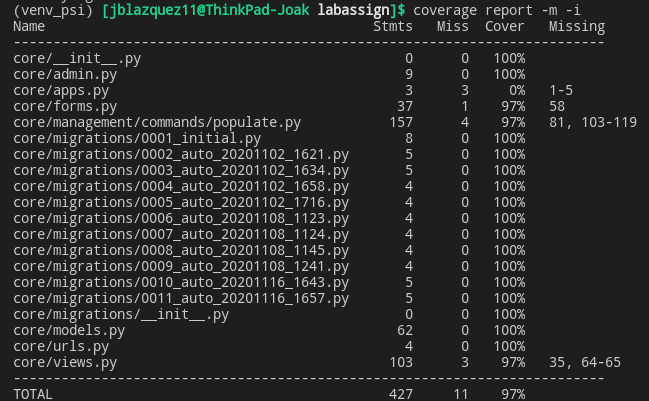 (venv_psi) [jblazquez11@ThinkPad-Joak labassign]$ coverage report -m -i
Name                                          Stmts   Miss  Cover   Missing
--------------------------------------------------------------------------
core/__init__.py                                  0      0   100%
core/admin.py                                     9      0   100%
core/apps.py                                      3      3     0%   1-5
core/forms.py                                    37      1    97%   58
core/management/commands/populate.py            157      4    97%   81, 103-119
core/migrations/0001_initial.py                   8      0   100%
core/migrations/0002_auto_20201102_1621.py        5      0   100%
core/migrations/0003_auto_20201102_1634.py        5      0   100%
core/migrations/0004_auto_20201102_1658.py        4      0   100%
core/migrations/0005_auto_20201102_1716.py        4      0   100%
core/migrations/0006_auto_20201108_1123.py        4      0   100%
core/migrations/0007_auto_20201108_1124.py        4      0   100%
core/migrations/0008_auto_20201108_1145.py        4      0   100%
core/migrations/0009_auto_20201108_1241.py        4      0   100%
core/migrations/0010_auto_20201116_1643.py        5      0   100%
core/migrations/0011_auto_20201116_1657.py        5      0   100%
core/migrations/__init__.py                       0      0   100%
core/models.py                                   62      0   100%
core/urls.py                                      4      0   100%
core/views.py                                   103      3    97%   35, 64-65
--------------------------------------------------------------------------
TOTAL                                           427     11    97%